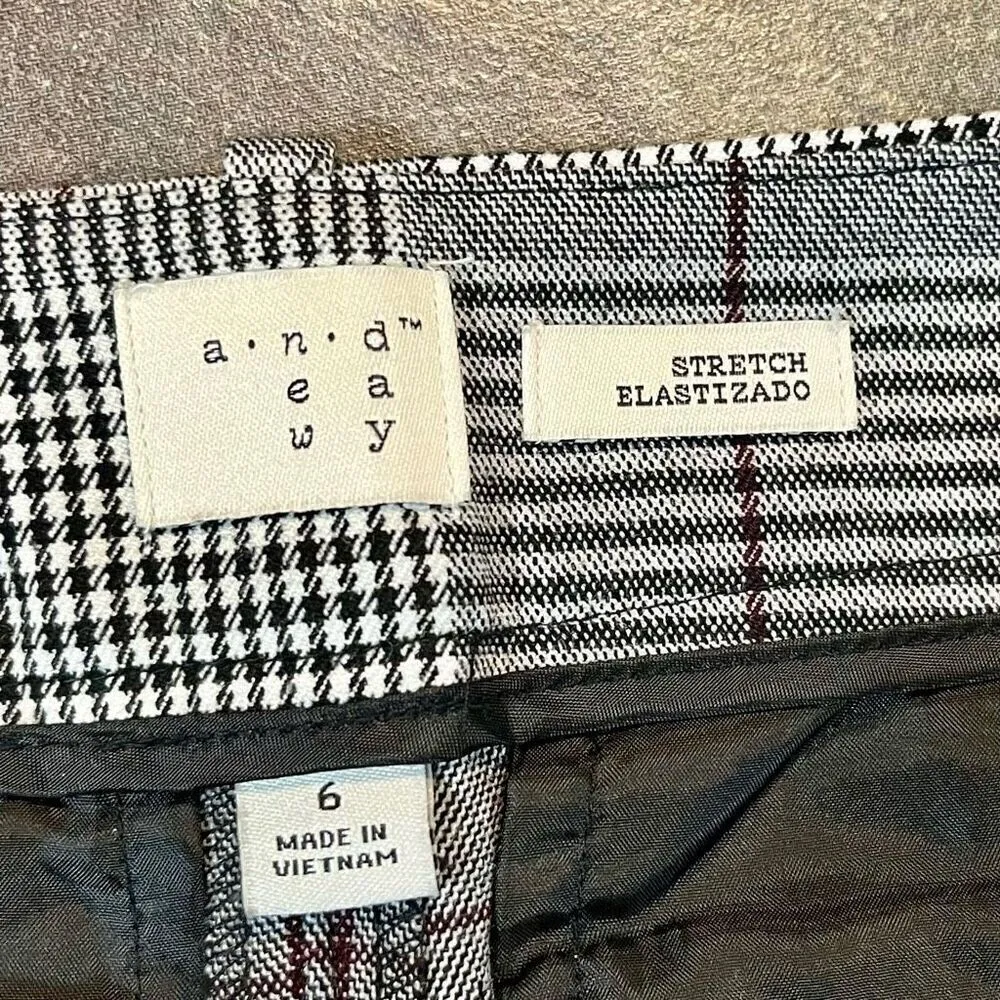 a·n·d™
e a
w y
STRETCH
ELASTIZADO
6
MADE IN
VIETNAM